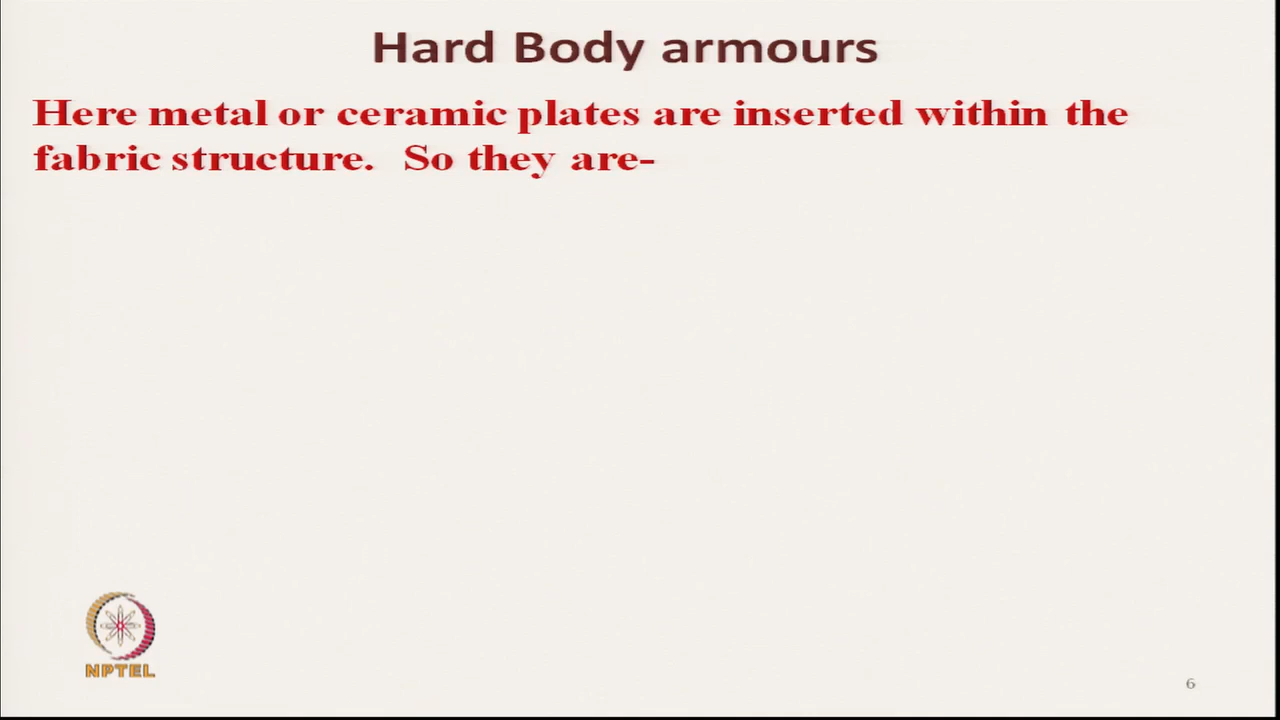 Hard Body armours
Here metal or ceramic plates are inserted within the
fabric structure. So they are-
NPTEL
6